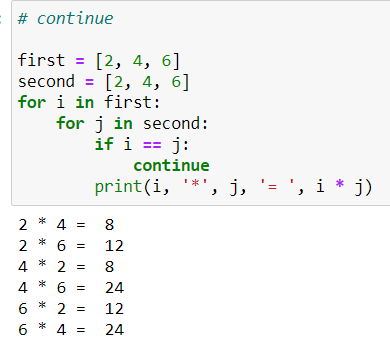 # continue
first = [2, 4, 6]
second = [2, 4, 6]
for i in first:
    for j in second:
        if i == j:
            continue
        print(i, '*', j, '= ', i * j)
2 * 4 =  8
2 * 6 =  12
4 * 2 =  8
4 * 6 =  24
6 * 2 =  12
6 * 4 =  24